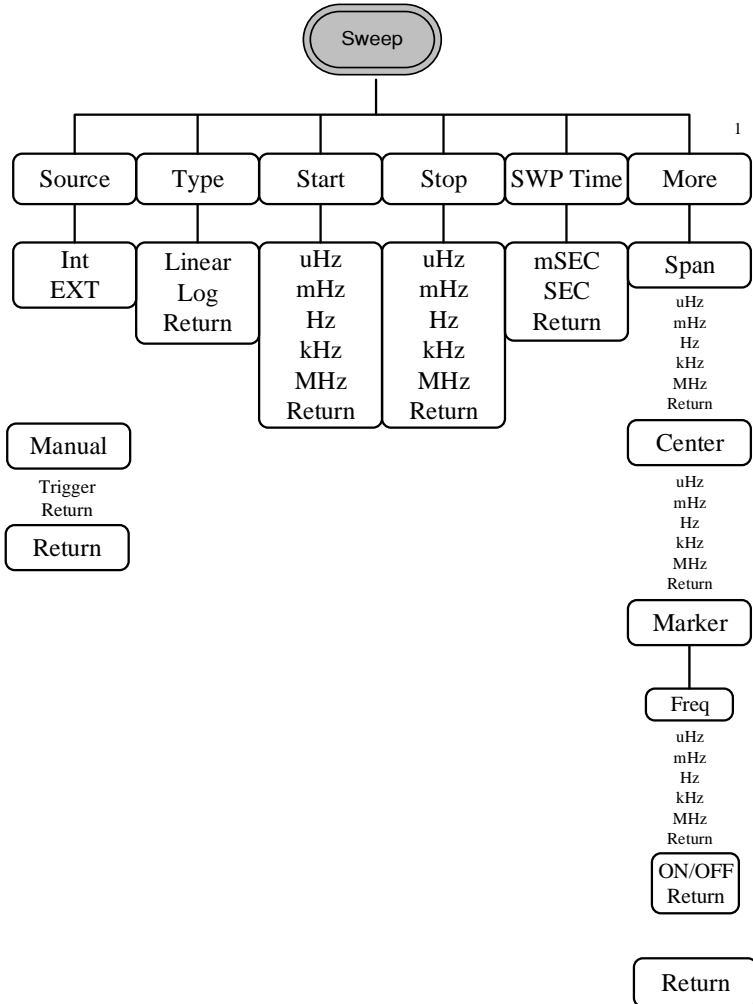 Sweep
1
Source
Type
Start
Stop
SWP Time
More
Int
EXT
Manual
Trigger
Return
Return
Linear
Log
Return
uHz
mHz
Hz
kHz
MHz
Return
uHz
mHz
Hz
kHz
MHz
Return
mSEC
SEC
Return
Span
uHz
mHz
Hz
kHz
MHz
Return
Center
uHz
mHz
Hz
kHz
MHz
Return
Marker
Freq
uHz
mHz
Hz
kHz
MHz
Return
ON/OFF
Return
Return